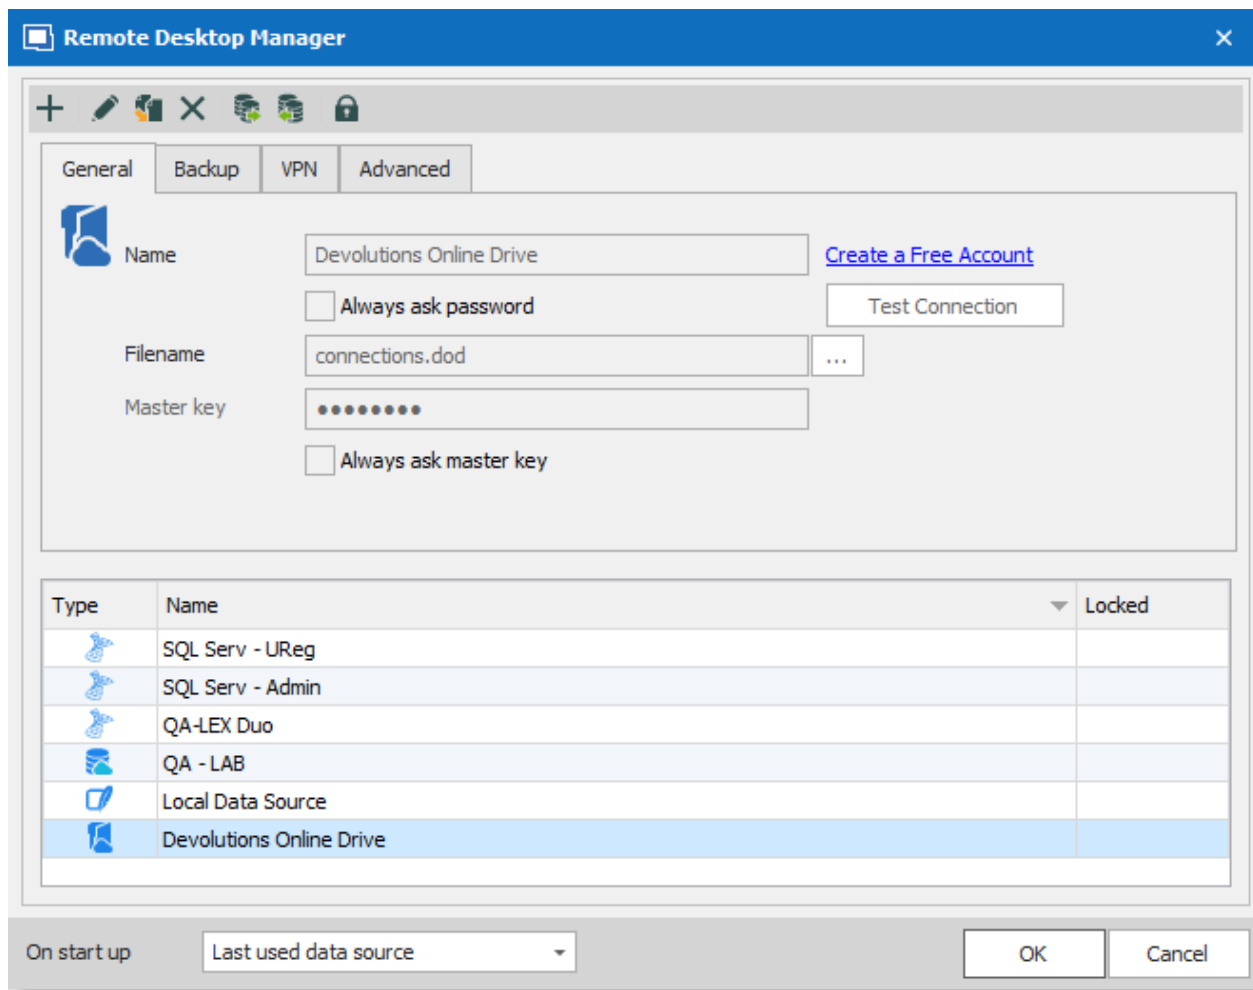 Remote Desktop Manager
General Backup VPN Advanced
Name Devolutions Online Drive Create a Free Account
Always ask password Test Connection
Filename connections.dod ...
Master key ●●●●●●●●
Always ask master key
Type Name Locked
SQL Serv - UReg
SQL Serv - Admin
QA-LEX Duo
QA - LAB
Local Data Source
Devolutions Online Drive
On start up Last used data source OK Cancel